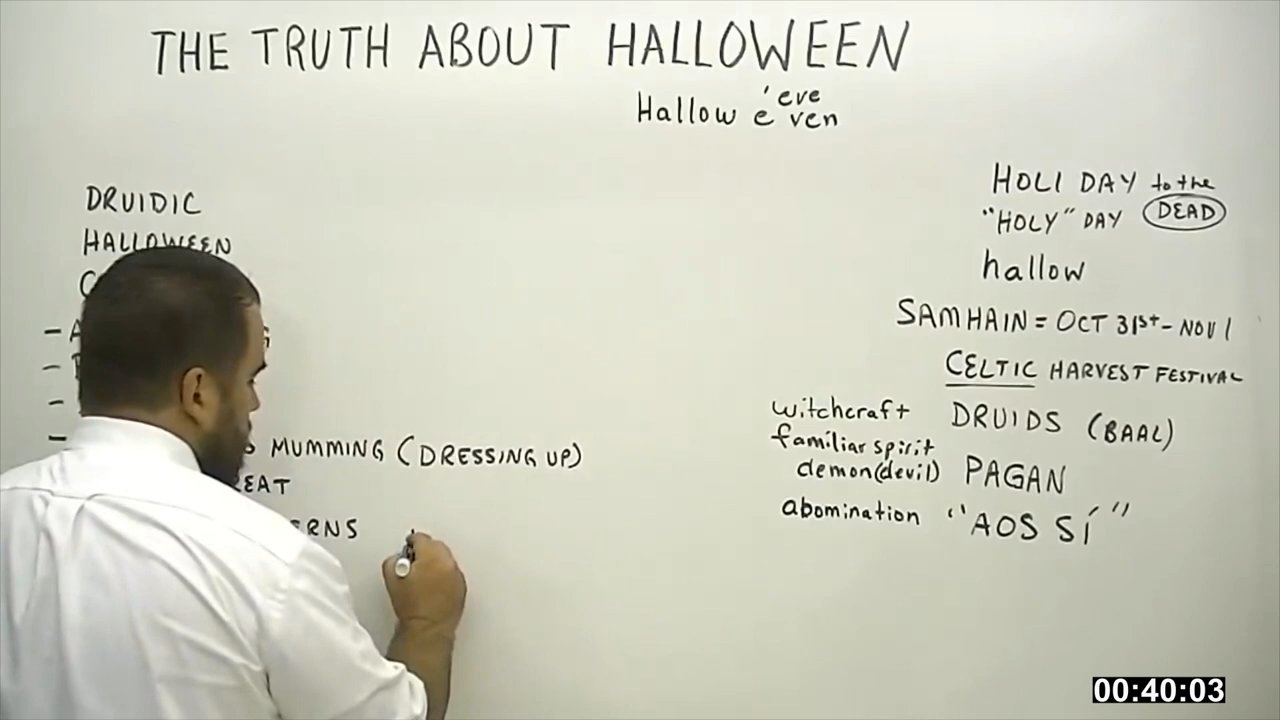 THE TRUTH ABOUT HALLOWEEN
Hallow e'ven
'eve
DRUIDIC
HALLOWEEN
MUMMING (DRESSING UP)
HOLI DAY to the
"HOLY" DAY DEAD
hallow
SAMHAIN = OCT 31st - NOV 1
CELTIC HARVEST FESTIVAL
witchcraft
familiar spirit
demon(devil)
abomination
DRUIDS (BAAL)
PAGAN
"AOS SÍ"
00:40:03